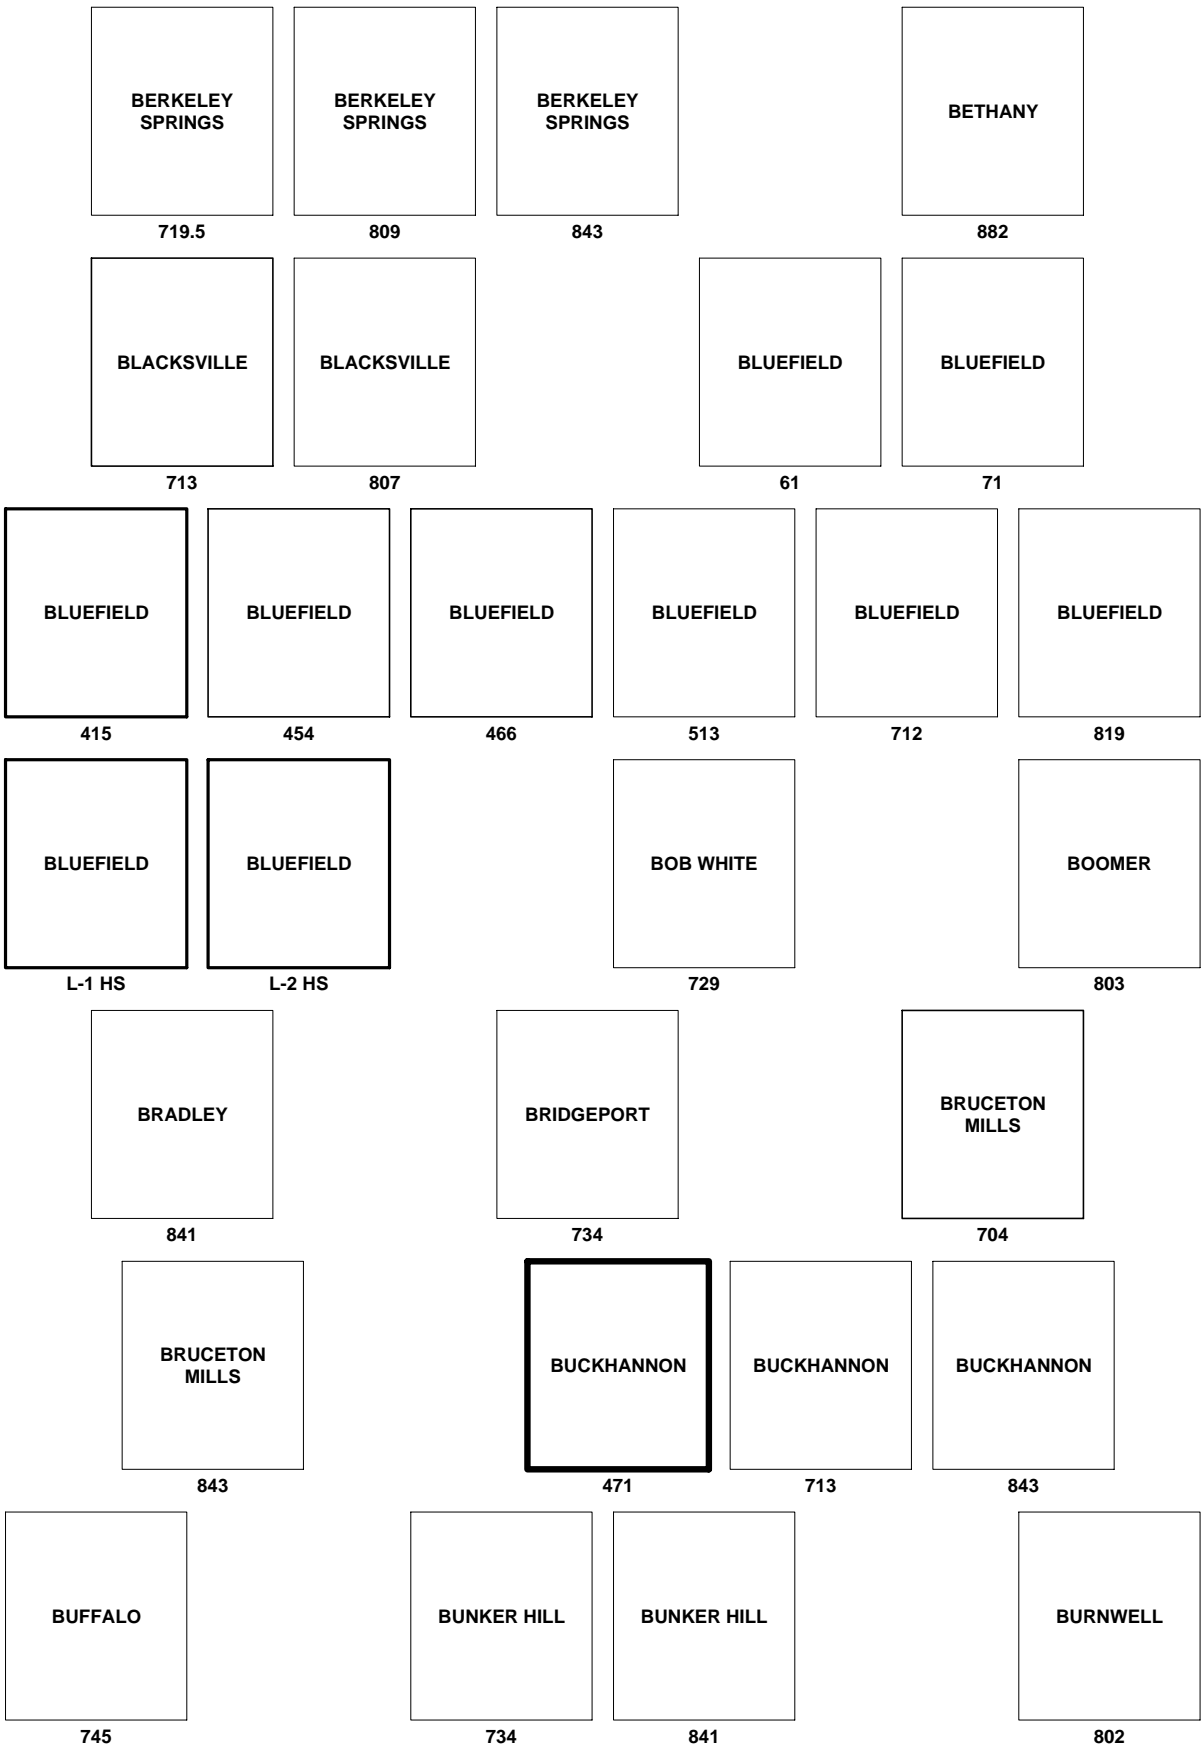 BERKELEY
SPRINGS
BERKELEY
SPRINGS
BERKELEY
SPRINGS
BETHANY
719.5
809
843
882
BLACKSVILLE
BLACKSVILLE
BLUEFIELD
BLUEFIELD
713
807
61
71
BLUEFIELD
BLUEFIELD
BLUEFIELD
BLUEFIELD
BLUEFIELD
BLUEFIELD
415
454
466
513
712
819
BLUEFIELD
BLUEFIELD
BOB WHITE
BOOMER
L-1 HS
L-2 HS
729
803
BRADLEY
BRIDGEPORT
BRUCETON
MILLS
841
734
704
BRUCETON
MILLS
BUCKHANNON
BUCKHANNON
BUCKHANNON
843
471
713
843
BUFFALO
BUNKER HILL
BUNKER HILL
BURNWELL
745
734
841
802